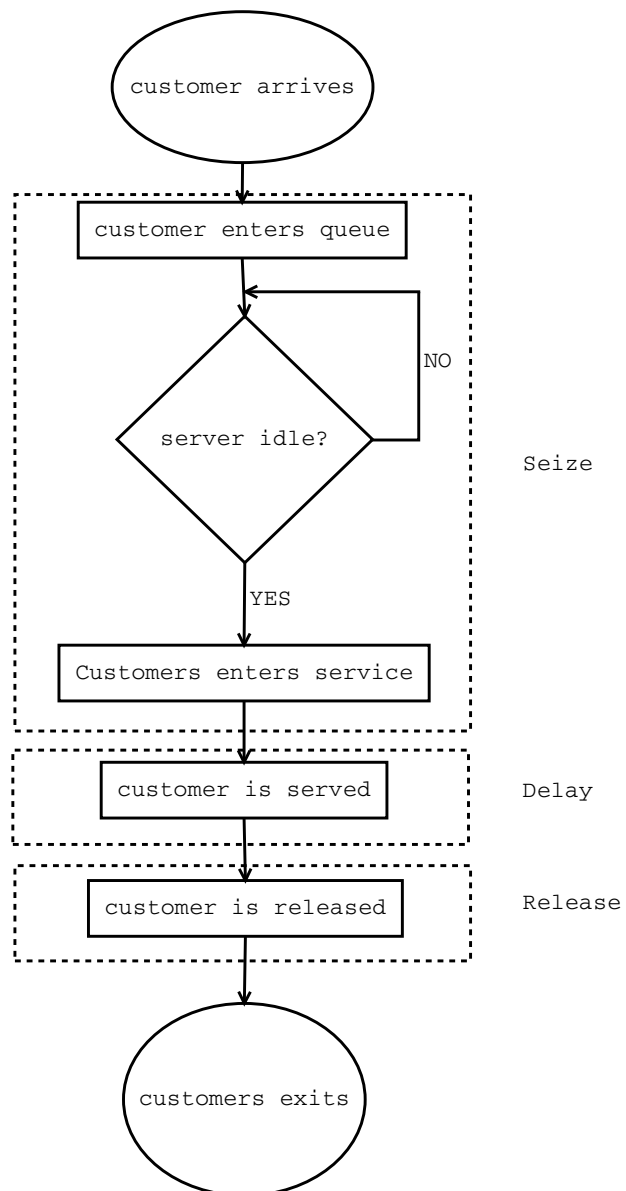 customer arrives
customer enters queue
NO
server idle?
Seize
YES
Customers enters service
customer is served
Delay
customer is released
Release
customers exits